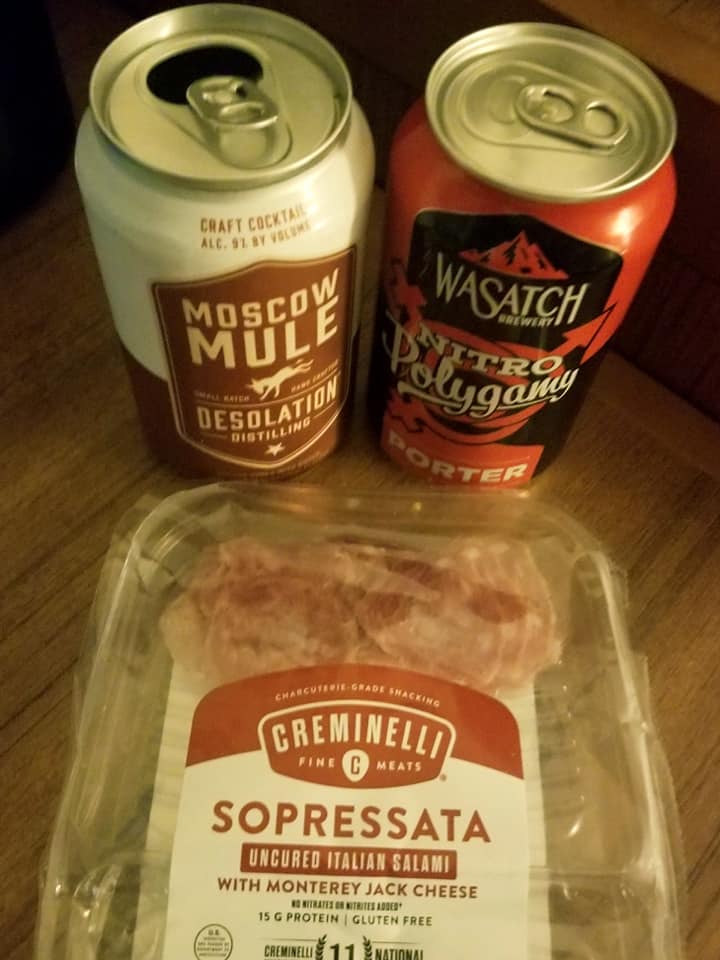 CRAFT COCKTAIL
ALC. 9% BY VOLUME
MOSCOW
MULE
SMALL BATCH
HAND CRAFTED
DESOLATION
DISTILLING
WASATCH
BREWERY
NITRO
Polygamy
PORTER
CHARCUTERIE-GRADE SNACKING
CREMINELLI
FINE C MEATS
SOPRESSATA
UNCURED ITALIAN SALAMI
WITH MONTEREY JACK CHEESE
NO NITRATES OR NITRITES ADDED*
15 G PROTEIN | GLUTEN FREE
U.S.
CREMINELLI 11 NATIONAL